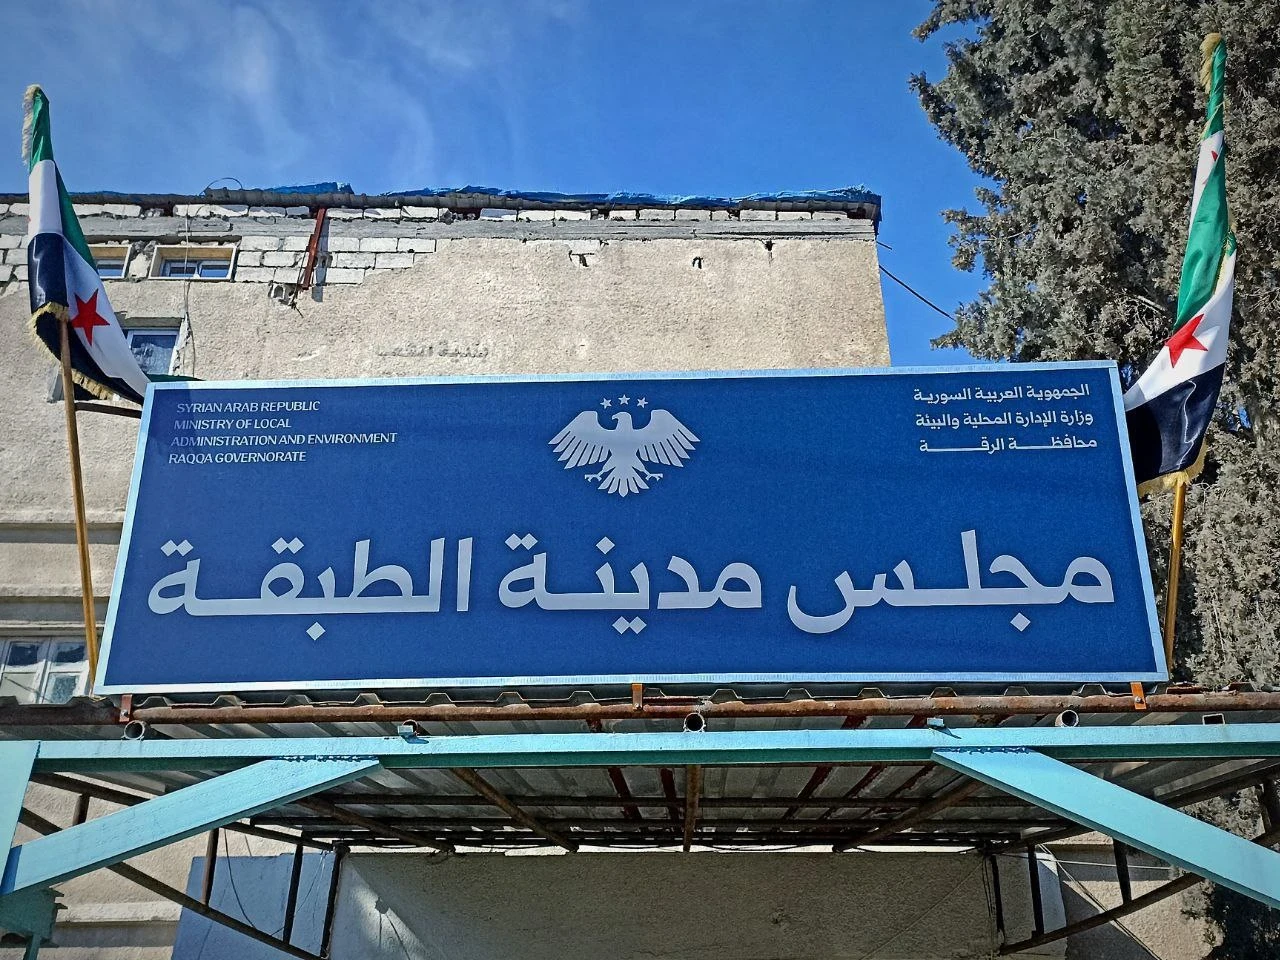 SYRIAN ARAB REPUBLIC
MINISTRY OF LOCAL
ADMINISTRATION AND ENVIRONMENT
RAQQA GOVERNORATE
الجمهورية العربية السورية
وزارة الإدارة المحلية والبيئة
محافظة الرقة
مجلس مدينة الطبقة